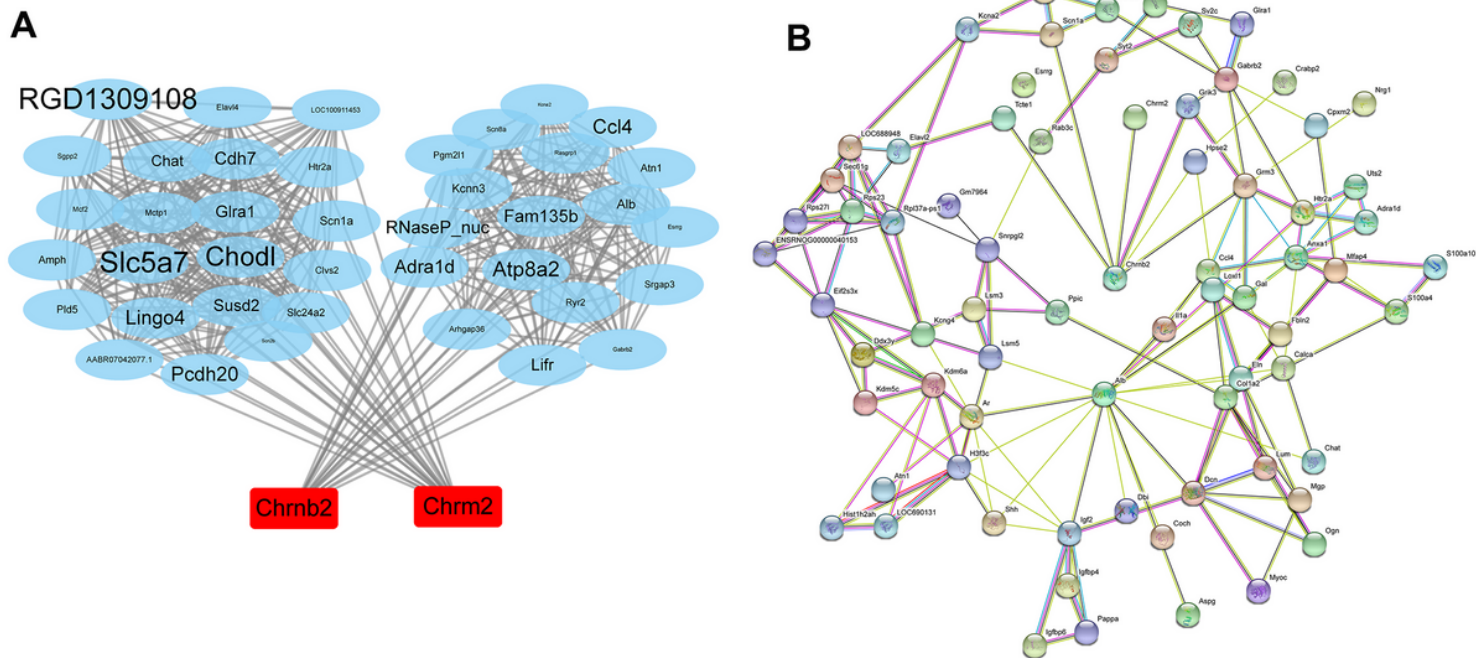 A
RGD1309108
Elavl4
LOC100911453
Sgpp2
Chat
Cdh7
Htr2a
Mcf2
Mctp1
Glra1
Scn1a
Amph
Slc5a7
Chodl
Clvs2
Pld5
Lingo4
Susd2
Slc24a2
AABR07042077.1
Pcdh20
Kcna2
Scn8a
Ccl4
Pgm2l1
Rasgrp1
Atn1
Kcnn3
Alb
RNaseP_nuc
Fam135b
Esrrg
Adra1d
Atp8a2
Ryr2
Srgap3
Arhgap36
Lifr
Gabrb2
Chrnb2
Chrm2
B
Kcna2
Scn1a
Sv2c
Glra1
Syt2
Gabrb2
Esrrg
Crabp2
Grik3
Nrg1
Tcte1
Chrm2
Cpxm2
LOC688948
Elavl2
Rab3c
Hpse2
Sec61g
Grm3
Uts2
Rps27l
Rps23
Rpl37a-ps1
Gm7964
Htr2a
Adra1d
ENSRNOG00000040153
Snrpgl2
Chrnb2
Ccl4
Anxa1
Mfap4
S100a10
Loxl1
Gal
Eif2s3x
Lsm3
Ppic
S100a4
Kcng4
Il1a
Fbln2
Ddx3y
Lsm5
Calca
Kdm6a
Alb
Eln
Kdm5c
Col1a2
Ar
H3f3c
Chat
Lum
Atn1
Dcn
Mgp
Hist1h2ah
LOC690131
Shh
Dbi
Igf2
Coch
Ogn
Igfbp4
Myoc
Aspg
Pappa
Igfbp6